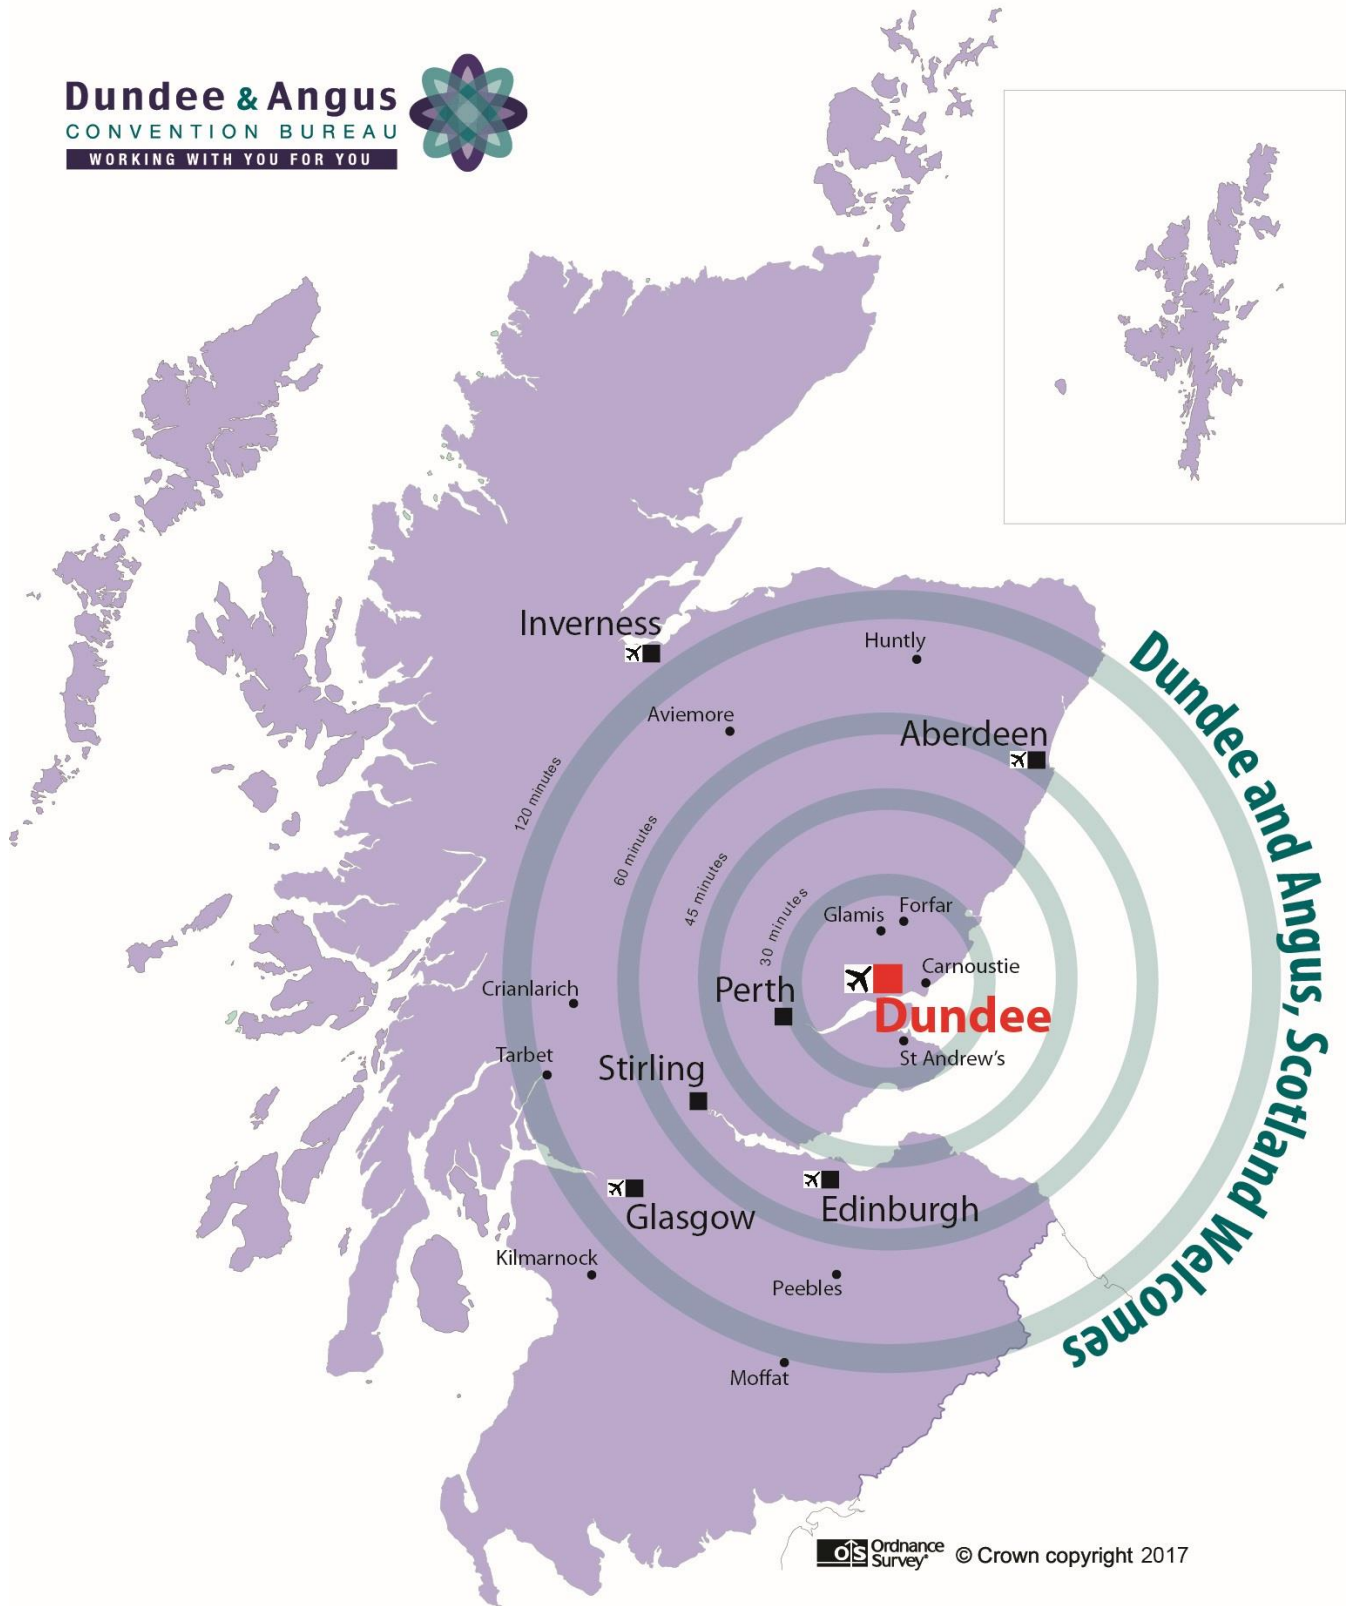 Dundee & Angus
CONVENTION BUREAU
WORKING WITH YOU FOR YOU
Inverness
Huntly
Aviemore
Aberdeen
120 minutes
60 minutes
45 minutes
30 minutes
Glamis
Forfar
Carnoustie
Crianlarich
Perth
Dundee
Tarbet
Stirling
St Andrew's
Glasgow
Edinburgh
Kilmarnock
Peebles
Moffat
Dundee and Angus, Scotland Welcomes
OS Ordnance
Survey®
© Crown copyright 2017